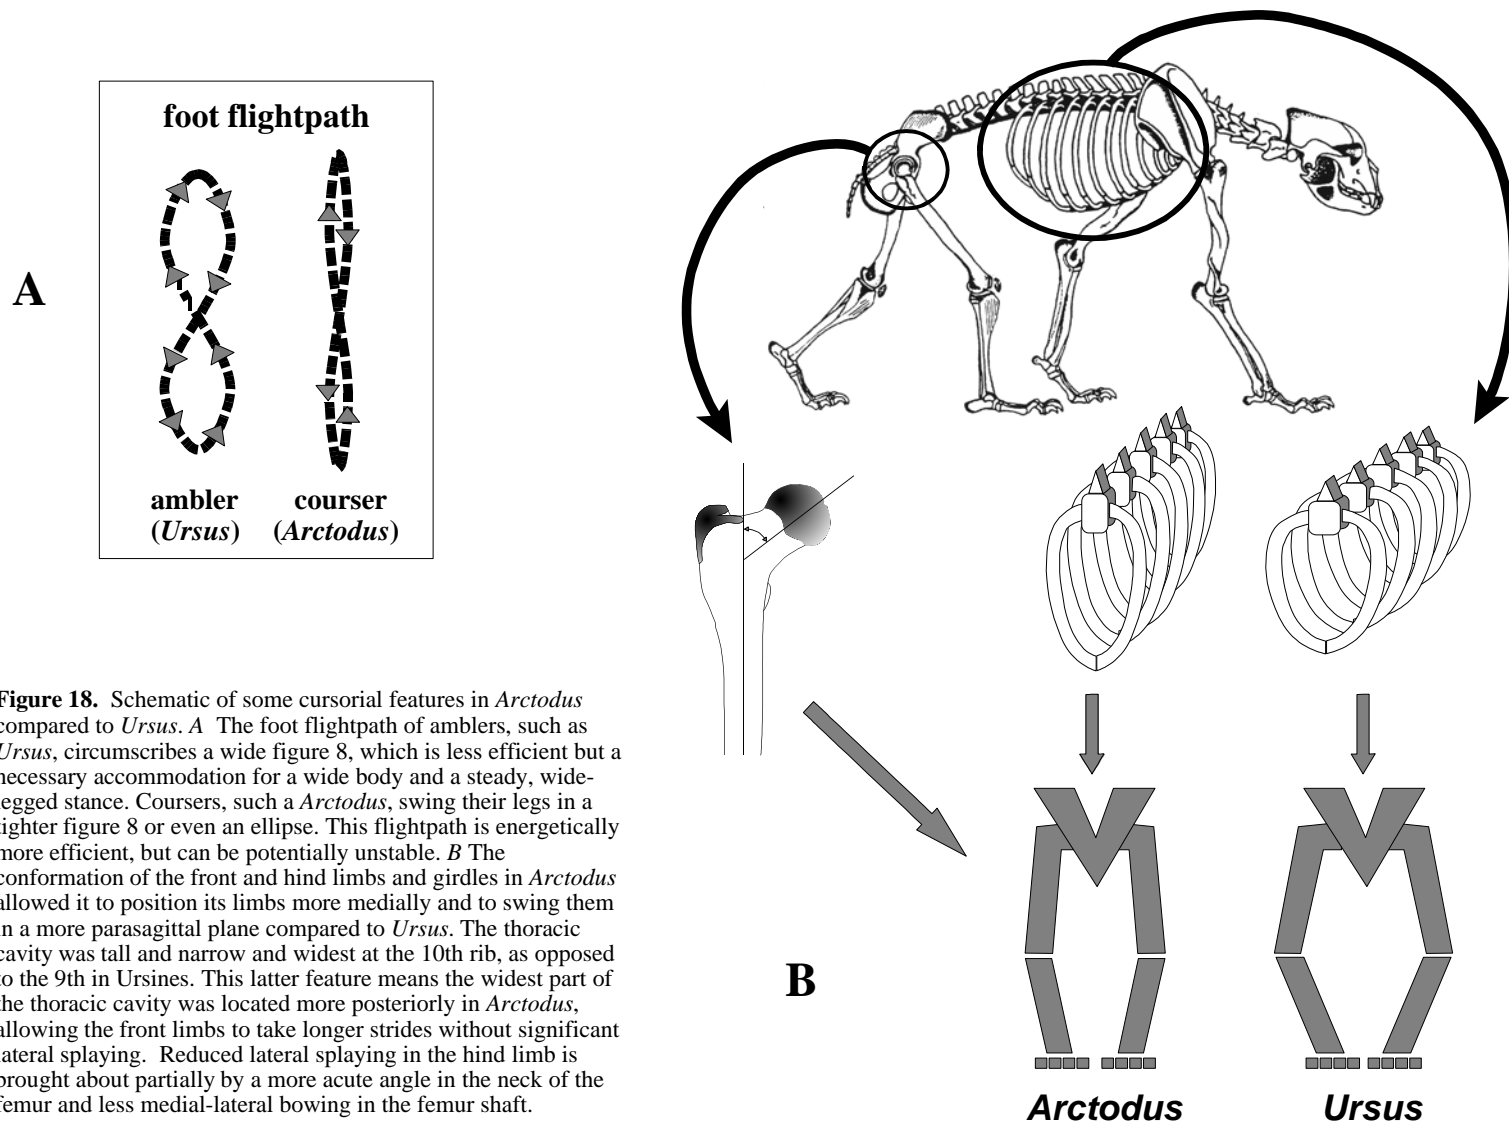 foot flightpath
A
ambler
(Ursus)
courser
(Arctodus)
Figure 18. Schematic of some cursorial features in Arctodus
compared to Ursus. A The foot flightpath of amblers, such as
Ursus, circumscribes a wide figure 8, which is less efficient but a
necessary accommodation for a wide body and a steady, wide-
legged stance. Coursers, such a Arctodus, swing their legs in a
tighter figure 8 or even an ellipse. This flightpath is energetically
more efficient, but can be potentially unstable. B The
conformation of the front and hind limbs and girdles in Arctodus
allowed it to position its limbs more medially and to swing them
in a more parasagittal plane compared to Ursus. The thoracic
cavity was tall and narrow and widest at the 10th rib, as opposed
to the 9th in Ursines. This latter feature means the widest part of
the thoracic cavity was located more posteriorly in Arctodus,
allowing the front limbs to take longer strides without significant
lateral splaying. Reduced lateral splaying in the hind limb is
brought about partially by a more acute angle in the neck of the
femur and less medial-lateral bowing in the femur shaft.
B
Arctodus
Ursus